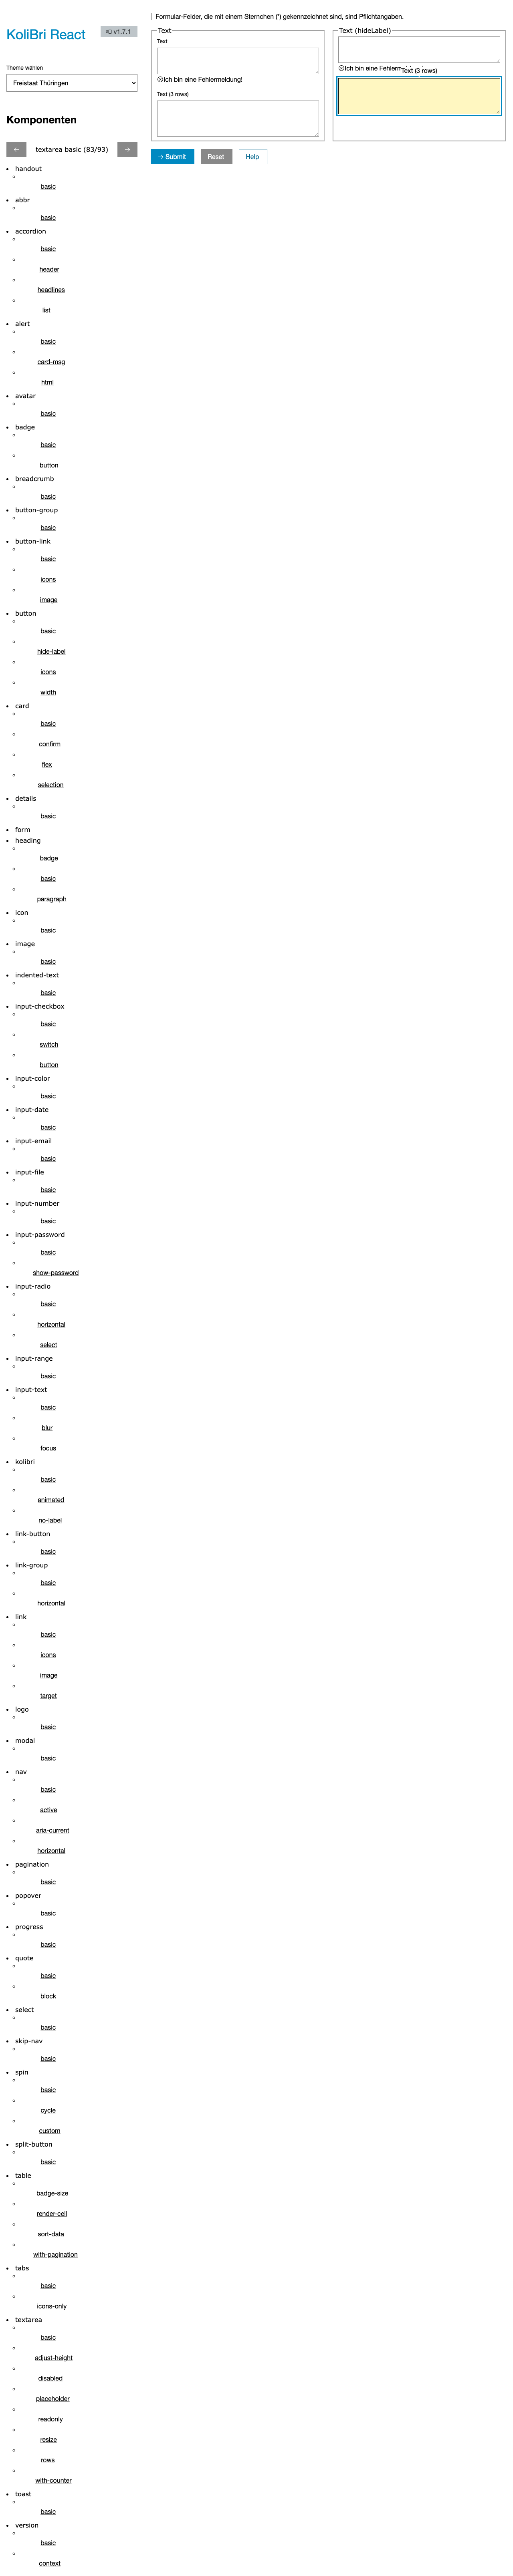 KoliBri React
v1.7.1
Theme wählen
Freistaat Thüringen
Komponenten
← textarea basic (83/93) →
handout
basic
abbr
basic
accordion
basic
header
headlines
list
alert
basic
card-msg
html
avatar
basic
badge
basic
button
breadcrumb
basic
button-group
basic
button-link
basic
icons
image
button
basic
hide-label
icons
width
card
basic
confirm
flex
selection
details
basic
form
heading
badge
basic
paragraph
icon
basic
image
basic
indented-text
basic
input-checkbox
basic
switch
button
input-color
basic
input-date
basic
input-email
basic
input-file
basic
input-number
basic
input-password
basic
show-password
input-radio
basic
horizontal
select
input-range
basic
input-text
basic
blur
focus
kolibri
basic
animated
no-label
link-button
basic
link-group
basic
horizontal
link
basic
icons
image
target
logo
basic
modal
basic
nav
basic
active
aria-current
horizontal
pagination
basic
popover
basic
progress
basic
quote
basic
block
select
basic
skip-nav
basic
spin
basic
cycle
custom
split-button
basic
table
badge-size
render-cell
sort-data
with-pagination
tabs
basic
icons-only
textarea
basic
adjust-height
disabled
placeholder
readonly
resize
rows
with-counter
toast
basic
version
basic
context
Formular-Felder, die mit einem Sternchen (*) gekennzeichnet sind, sind Pflichtangaben.
Text
Text
Ich bin eine Fehlermeldung!
Text (3 rows)
Text (hideLabel)
Ich bin eine
Text (3 rows)
→ Submit
Reset
Help